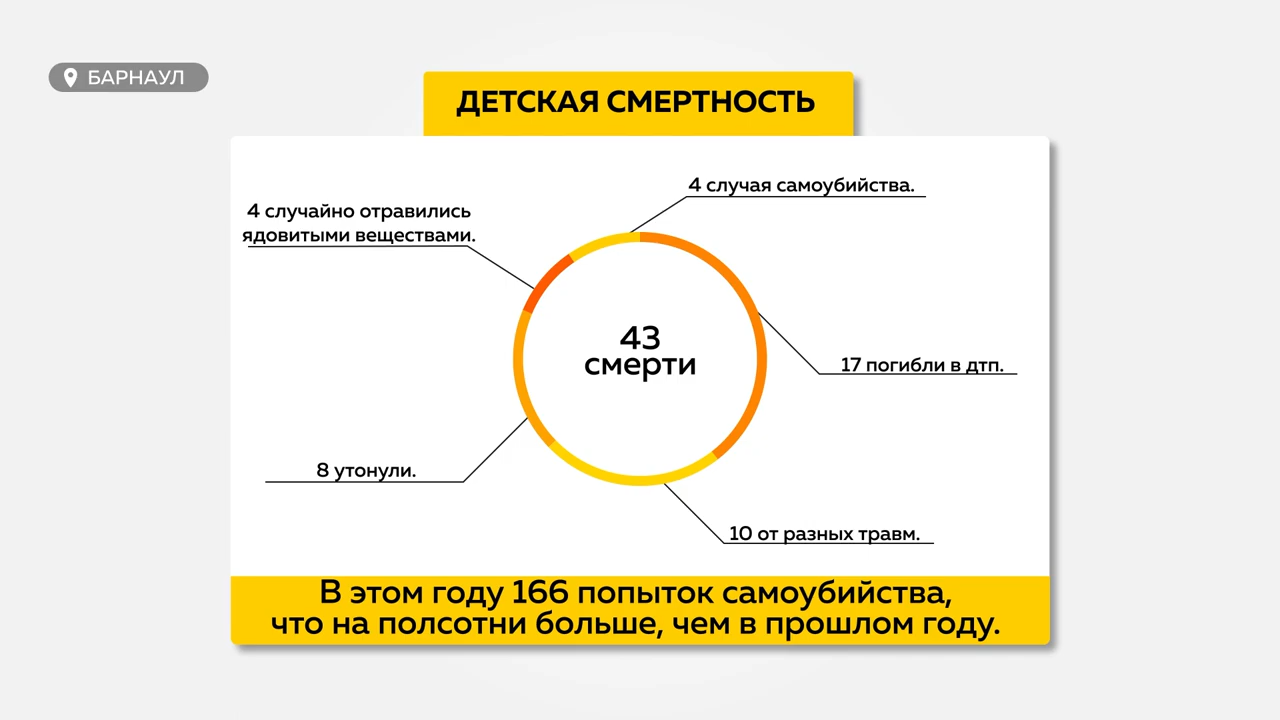 БАРНАУЛ
ДЕТСКАЯ СМЕРТНОСТЬ
4 случая самоубийства.
4 случайно отравились
ядовитыми веществами.
43
смерти
17 погибли в дтп.
8 утонули.
10 от разных травм.
В этом году 166 попыток самоубийства,
что на полсотни больше, чем в прошлом году.